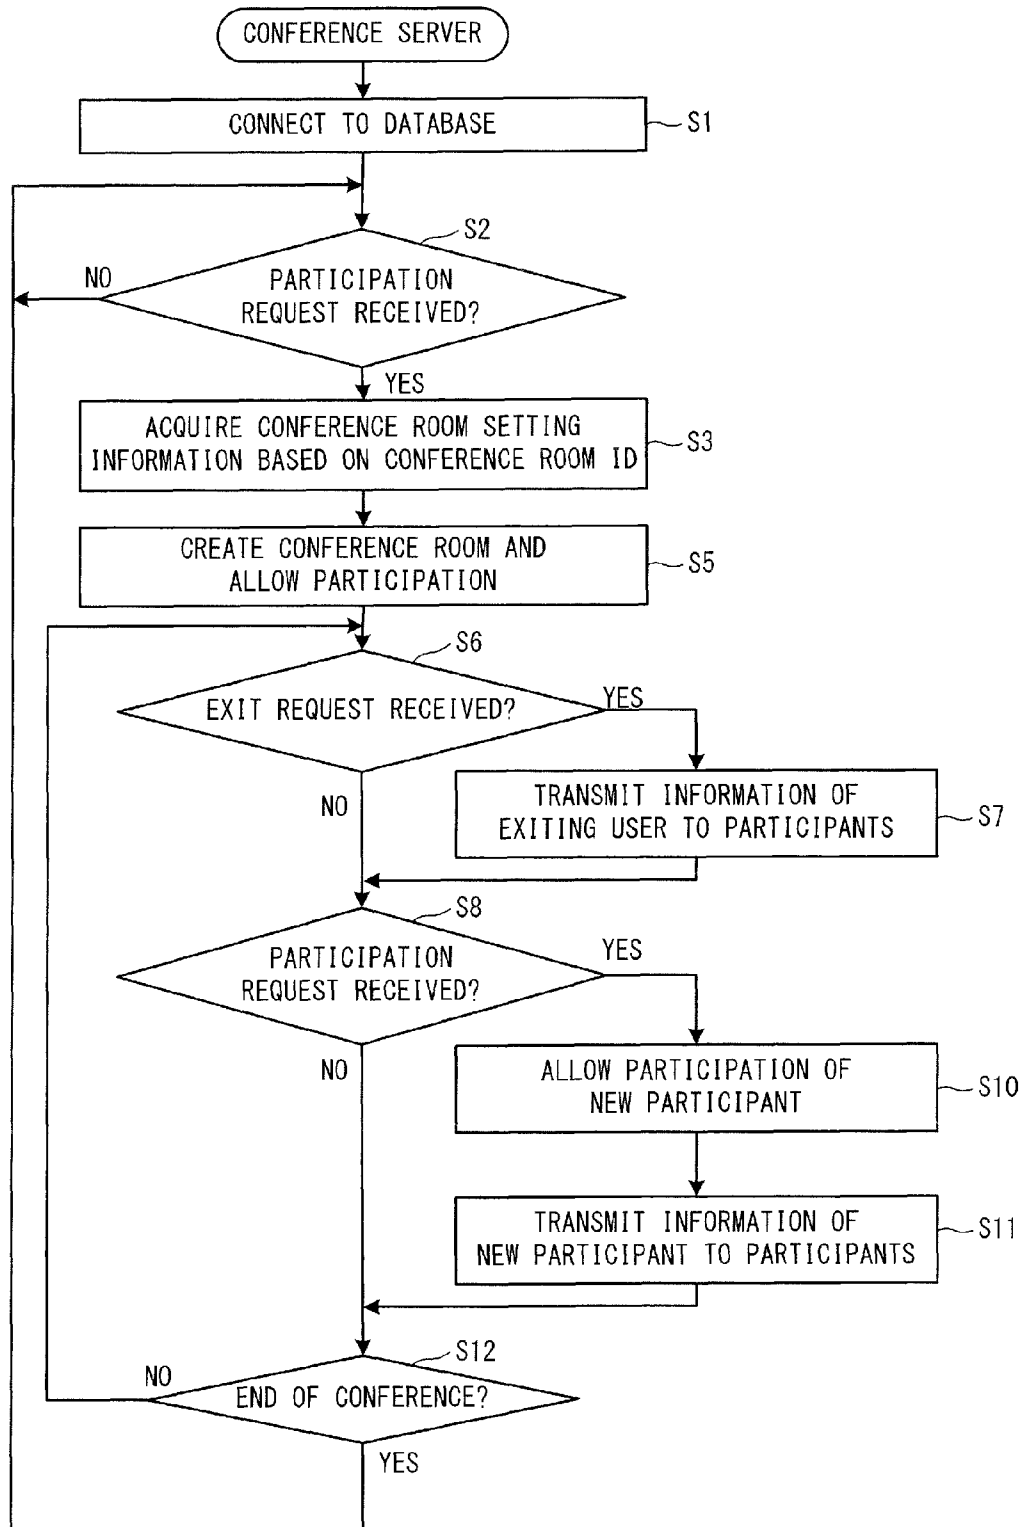 CONFERENCE SERVER
CONNECT TO DATABASE
S1
S2
NO
PARTICIPATION
REQUEST RECEIVED?
YES
ACQUIRE CONFERENCE ROOM SETTING
INFORMATION BASED ON CONFERENCE ROOM ID
S3
CREATE CONFERENCE ROOM AND
ALLOW PARTICIPATION
S5
S6
EXIT REQUEST RECEIVED?
YES
NO
TRANSMIT INFORMATION OF
EXITING USER TO PARTICIPANTS
S7
S8
PARTICIPATION
REQUEST RECEIVED?
YES
NO
ALLOW PARTICIPATION OF
NEW PARTICIPANT
S10
TRANSMIT INFORMATION OF
NEW PARTICIPANT TO PARTICIPANTS
S11
S12
NO
END OF CONFERENCE?
YES